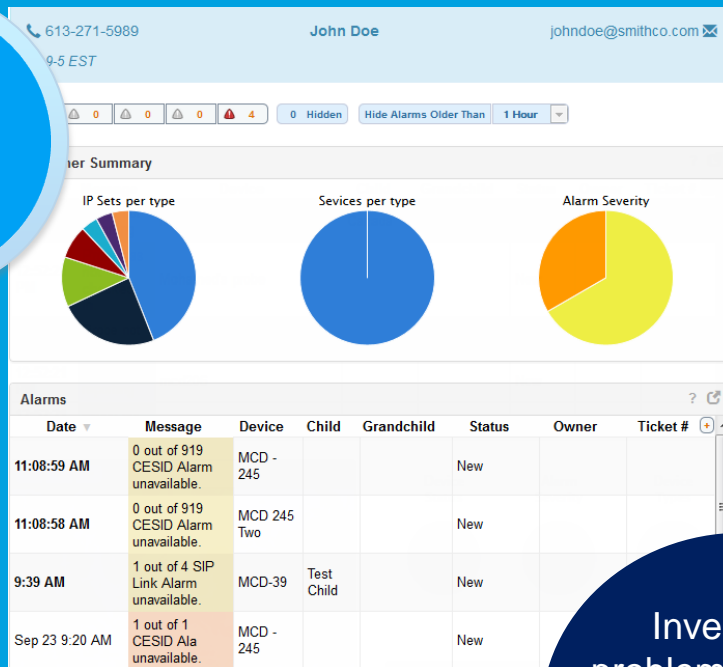 613-271-5989 John Doe johndoe@smithco.com
9-5 EST
0 0 0 4 0 Hidden Hide Alarms Older Than 1 Hour
Summary
IP Sets per type Sevices per type Alarm Severity
Alarms ?
Date Message Device Child Grandchild Status Owner Ticket #
11:08:59 AM 0 out of 919 CESID Alarm unavailable. MCD - 245 New
11:08:58 AM 0 out of 919 CESID Alarm unavailable. MCD 245 Two New
9:39 AM 1 out of 4 SIP Link Alarm unavailable. MCD-39 Test Child New
Sep 23 9:20 AM 1 out of 1 CESID Ala unavailable. MCD - 245 New
Inve